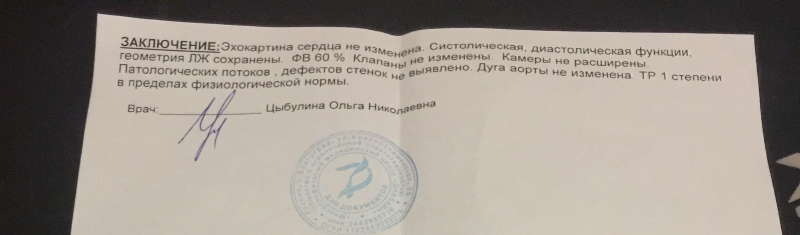 ЗАКЛЮЧЕНИЕ:Эхокартина сердца не изменена. Систолическая, диастолическая функции,
геометрия ЛЖ сохранены. ФВ 60 % Клапаны не изменены. Камеры не расширены.
Патологических потоков , дефектов стенок не выявлено. Дуга аорты не изменена. ТР 1 степени
в пределах физиологической нормы.
Врач: Цыбулина Ольга Николаевна
ДЛЯ ДОКУМЕНТОВ